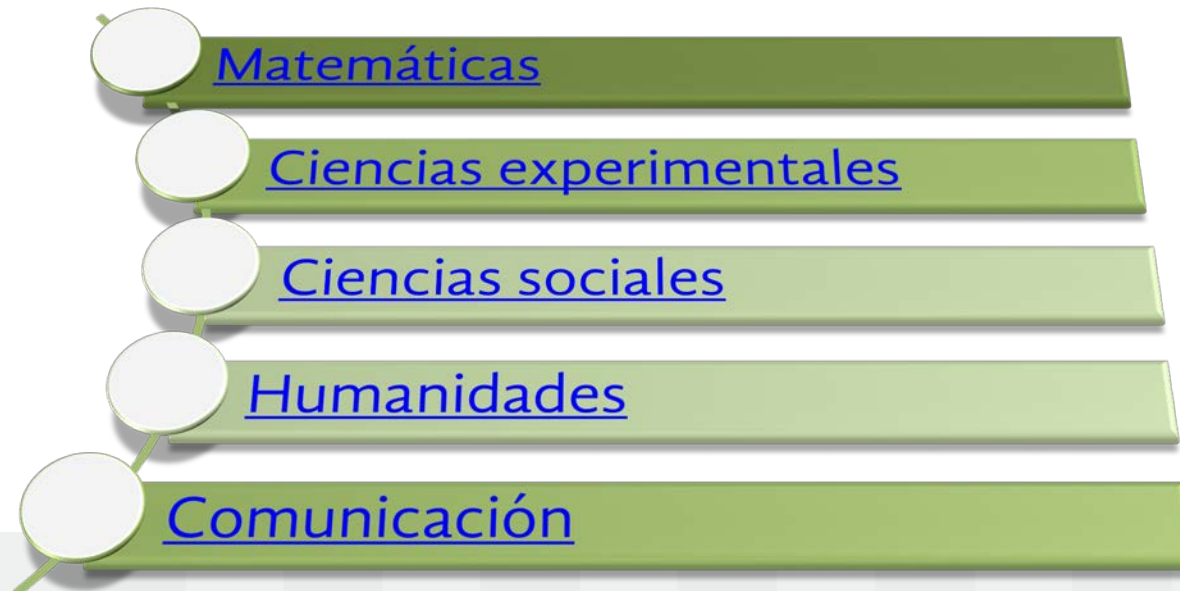 Matemáticas
Ciencias experimentales
Ciencias sociales
Humanidades
Comunicación